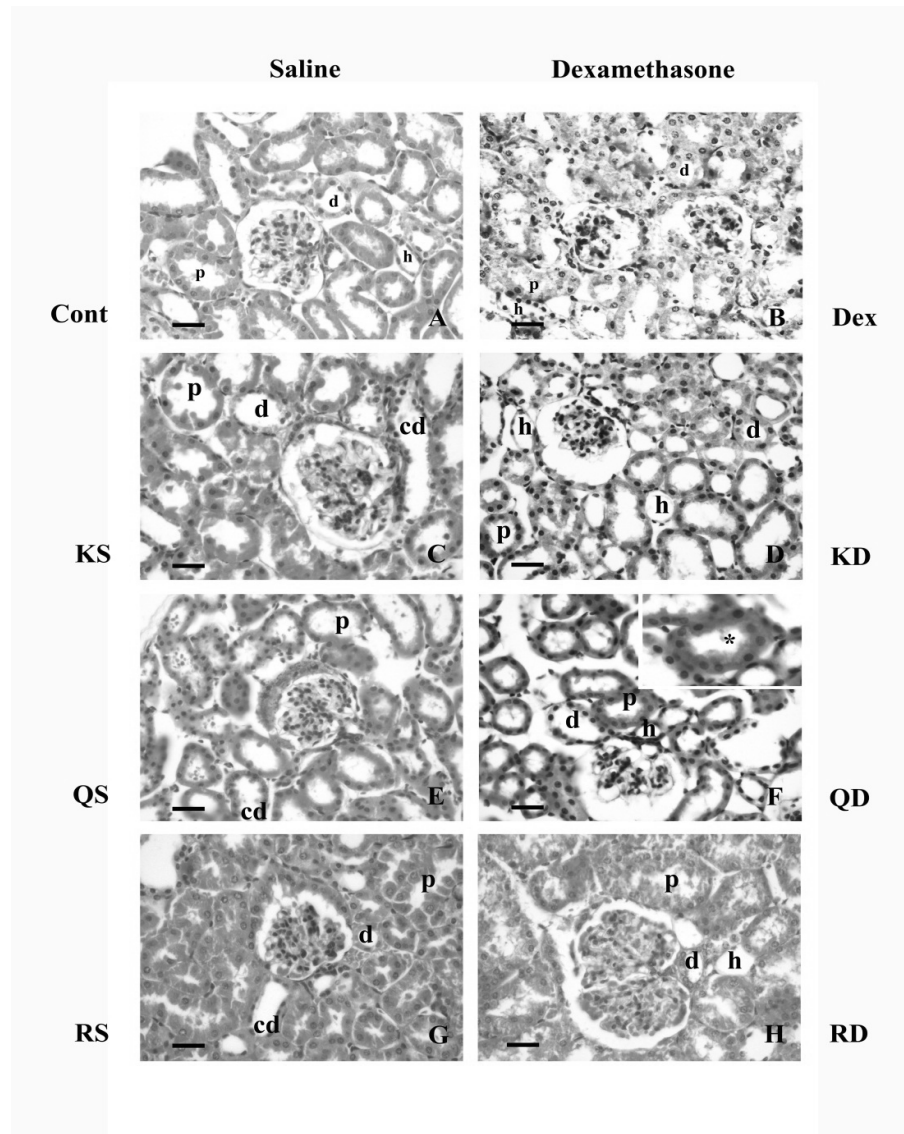 Saline Dexamethasone
d d
p h p h
Cont A B Dex
p d cd h d
h p
KS C D KD
p * p d h
QS cd E F QD
p d p d h
RS cd G H RD